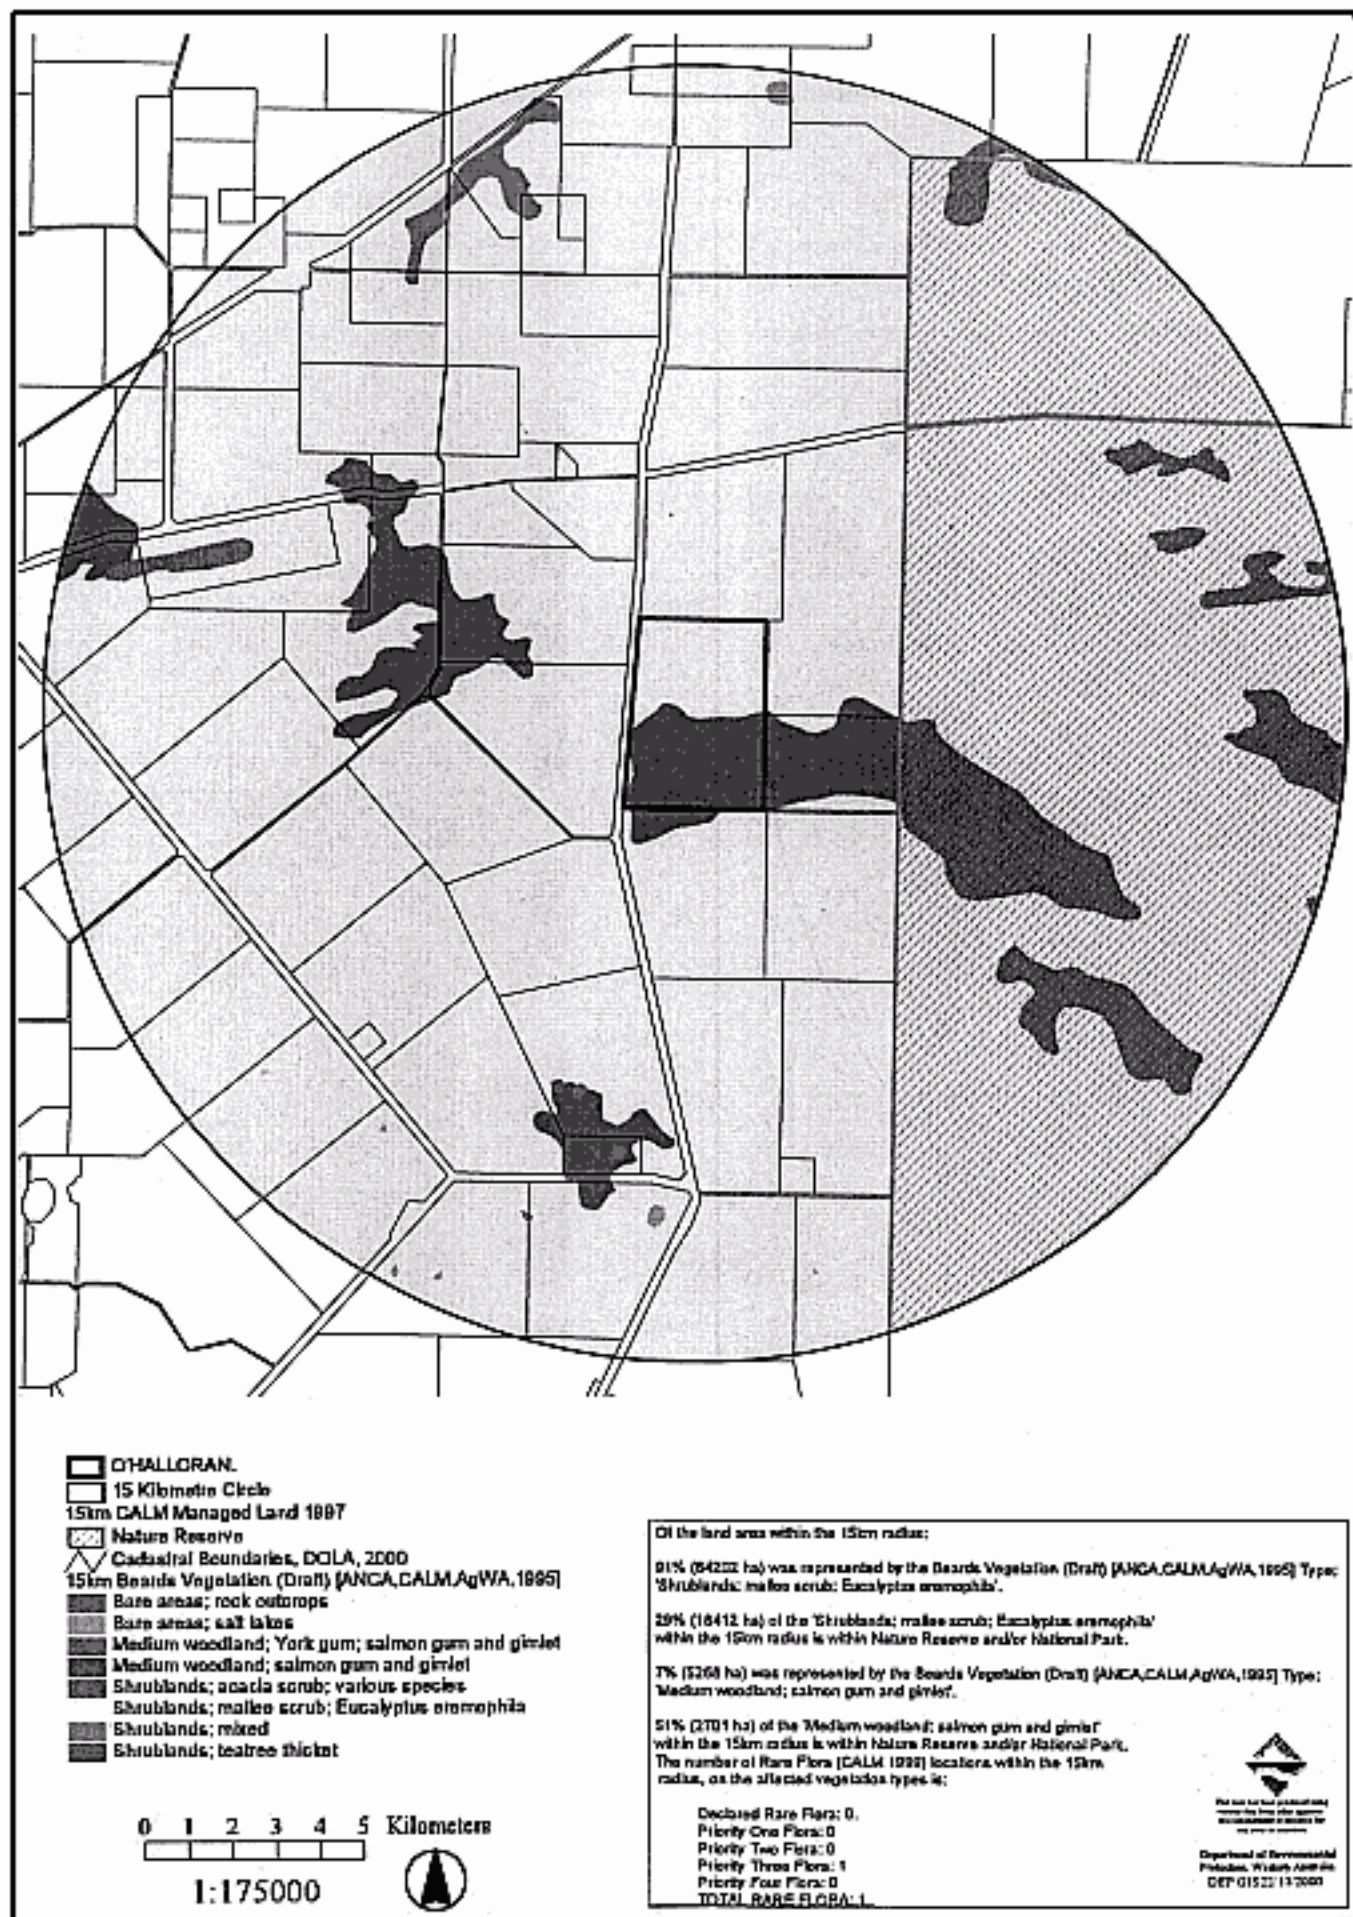 O'HALLORAN.
15 Kilometre Circle
15km CALM Managed Land 1997
Nature Reserve
Cadastral Boundaries, DOLA, 2000
15km Beards Vegetation (Draft) [ANCA,CALM,AgWA,1995]
Bare areas; rock outcrops
Bare areas; salt lakes
Medium woodland; York gum; salmon gum and gimlet
Medium woodland; salmon gum and gimlet
Shrublands; acacia scrub; various species
Shrublands; mallee scrub; Eucalyptus eremophila
Shrublands; mixed
Shrublands; teatree thicket
0 1 2 3 4 5 Kilometers
1:175000
Of the land area within the 15km radius;
91% (64202 ha) was represented by the Beards Vegetation (Draft) [ANCA,CALM,AgWA,1995] Type;
'Shrublands; mallee scrub; Eucalyptus eremophila'.
29% (18412 ha) of the 'Shrublands; mallee scrub; Eucalyptus eremophila'
within the 15km radius is within Nature Reserve and/or National Park.
7% (5268 ha) was represented by the Beards Vegetation (Draft) [ANCA,CALM,AgWA,1995] Type;
'Medium woodland; salmon gum and gimlet'.
51% (2701 ha) of the 'Medium woodland; salmon gum and gimlet'
within the 15km radius is within Nature Reserve and/or National Park.
The number of Rare Flora (CALM 1999) locations within the 15km
radius, on the affected vegetation types is;
Declared Rare Flora: 0.
Priority One Flora: 0
Priority Two Flora: 0
Priority Three Flora: 1
Priority Four Flora: 0
TOTAL RARE FLORA: 1.
Department of Environmental
Protection, Western Australia